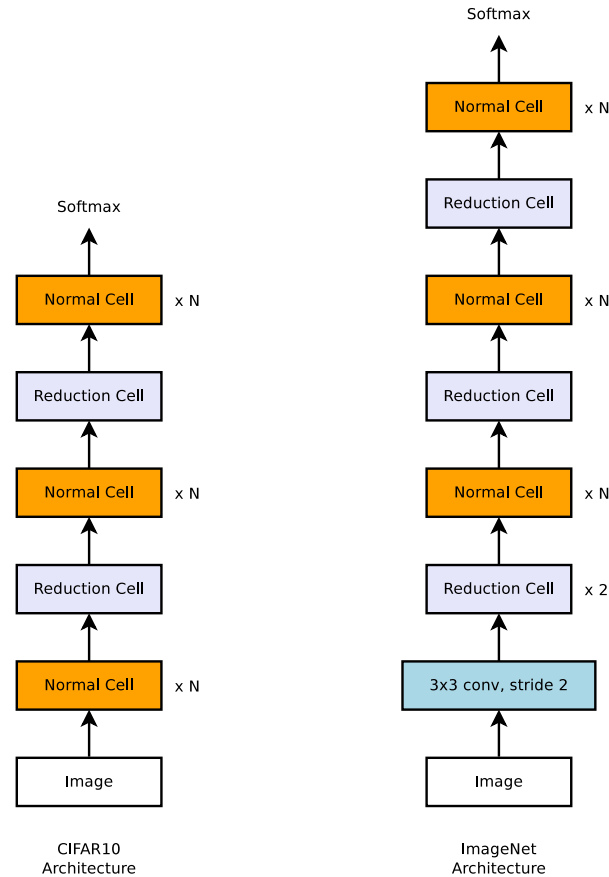 Softmax
Normal Cell
x N
Reduction Cell
Normal Cell
x N
Reduction Cell
Normal Cell
x N
Image
CIFAR10
Architecture
Softmax
Normal Cell
x N
Reduction Cell
Normal Cell
x N
Reduction Cell
Normal Cell
x N
Reduction Cell
x 2
3x3 conv, stride 2
Image
ImageNet
Architecture